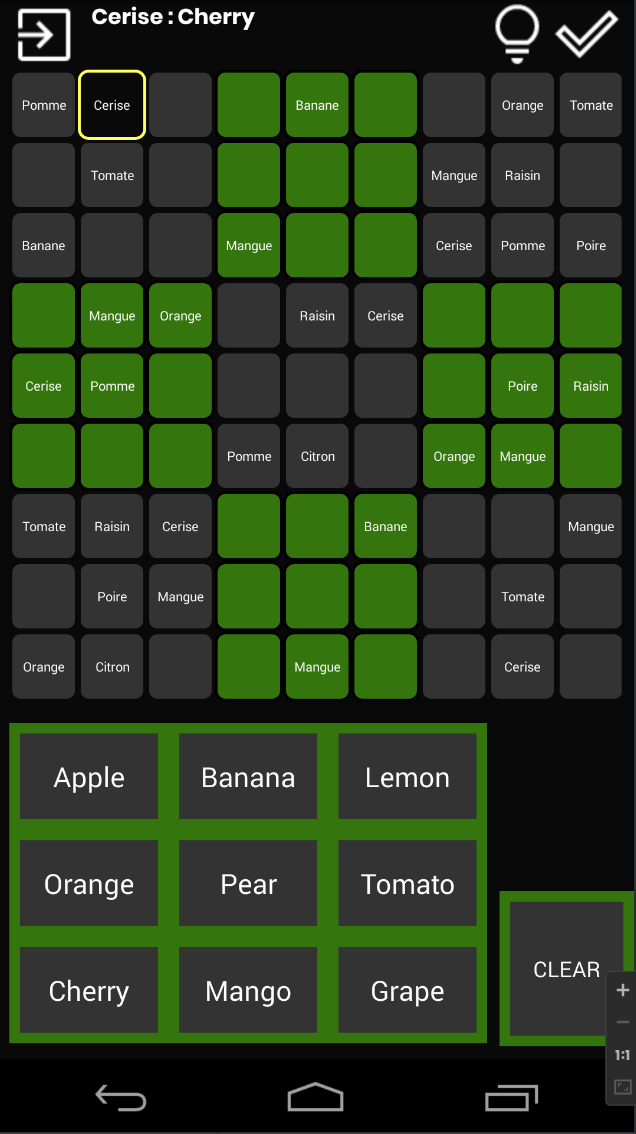 Cerise : Cherry
Pomme Cerise Banane Orange Tomate
Tomate Mangue Raisin
Banane Mangue Cerise Pomme Poire
Mangue Orange Raisin Cerise
Cerise Pomme Poire Raisin
Pomme Citron Orange Mangue
Tomate Raisin Cerise Banane Mangue
Poire Mangue Tomate
Orange Citron Mangue Cerise
Apple Banana Lemon
Orange Pear Tomato
Cherry Mango Grape
CLEAR
1:1